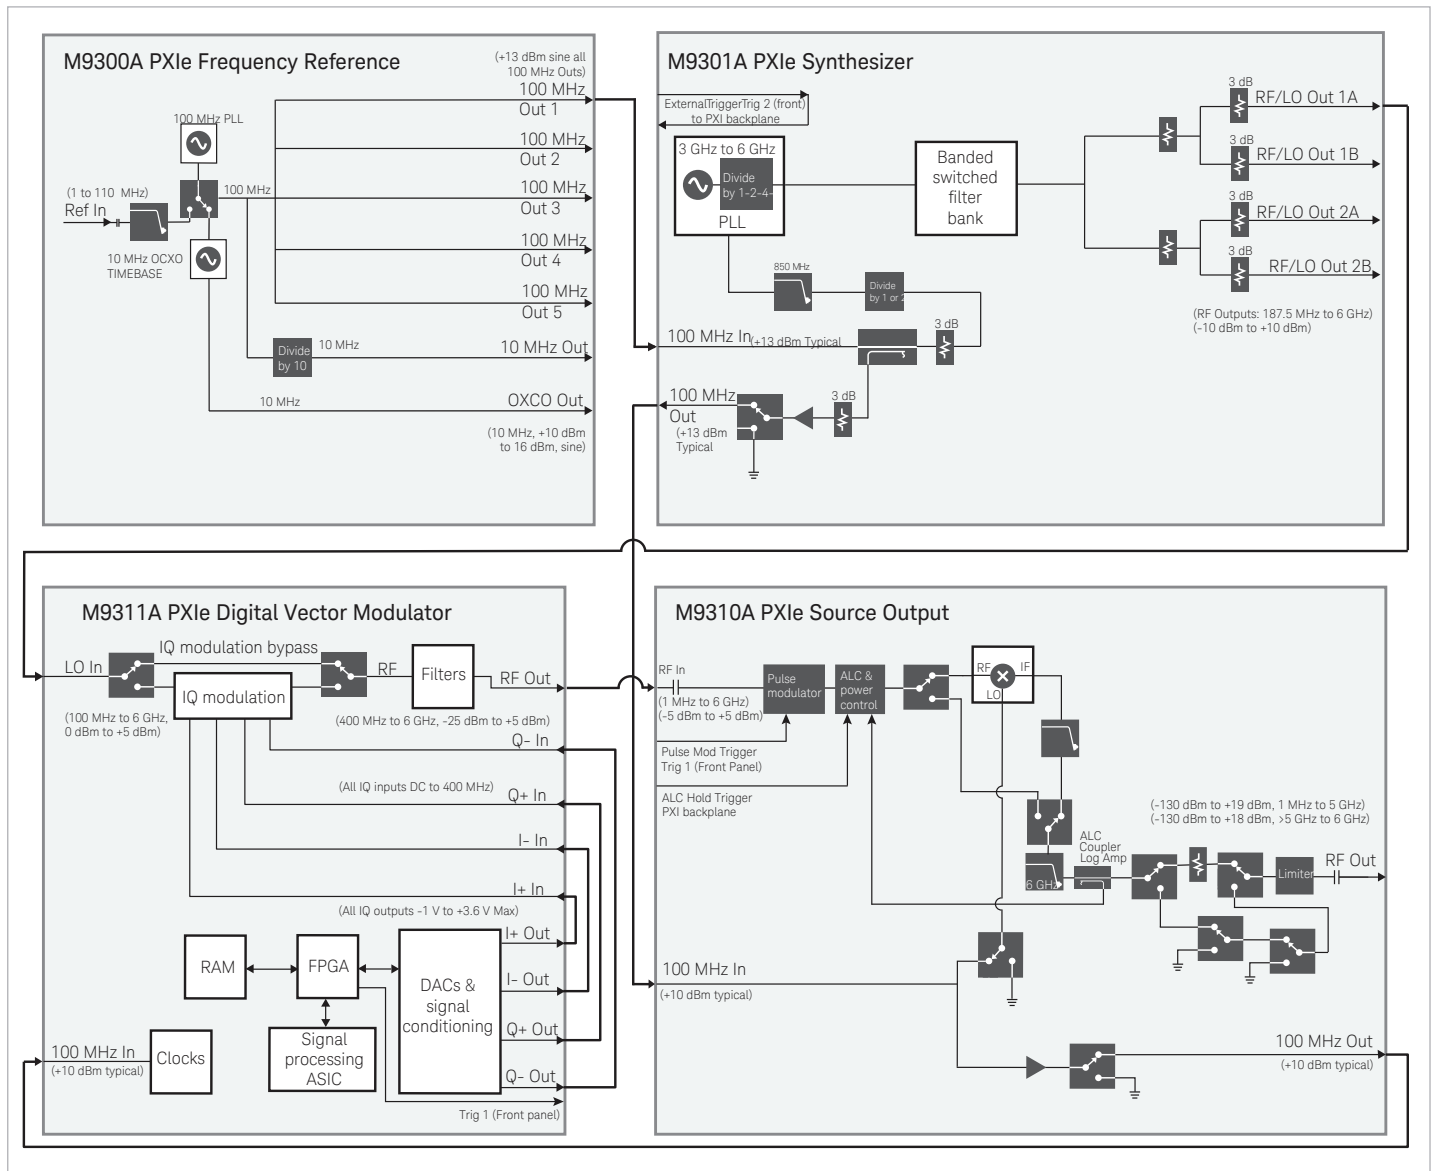 M9300A PXIe Frequency Reference
(+13 dBm sine all
100 MHz Outs)
100 MHz
Out 1
100 MHz PLL
100 MHz
Out 2
(1 to 110 MHz)
Ref In
100 MHz
100 MHz
Out 3
10 MHz OCXO
TIMEBASE
100 MHz
Out 4
100 MHz
Out 5
Divide
by 10
10 MHz
10 MHz Out
10 MHz
OXCO Out
(10 MHz, +10 dBm
to 16 dBm, sine)
M9301A PXIe Synthesizer
ExternalTriggerTrig 2 (front)
to PXI backplane
3 GHz to 6 GHz
Divide
by 1-2-4-
PLL
Banded
switched
filter
bank
3 dB
RF/LO Out 1A
3 dB
RF/LO Out 1B
3 dB
RF/LO Out 2A
3 dB
RF/LO Out 2B
(RF Outputs: 187.5 MHz to 6 GHz)
(-10 dBm to +10 dBm)
850 MHz
Divide
by 1 or 2
100 MHz In
(+13 dBm Typical
3 dB
100 MHz
Out
(+13 dBm
Typical
3 dB
M9311A PXIe Digital Vector Modulator
IQ modulation bypass
LO In
IQ modulation
RF
Filters
RF Out
(100 MHz to 6 GHz,
0 dBm to +5 dBm)
(400 MHz to 6 GHz, -25 dBm to +5 dBm)
Q- In
(All IQ inputs DC to 400 MHz)
Q+ In
I- In
I+ In
(All IQ outputs -1 V to +3.6 V Max)
I+ Out
RAM
FPGA
DACs &
signal
conditioning
I- Out
Q+ Out
Signal
processing
ASIC
100 MHz In
(+10 dBm typical)
Clocks
Q- Out
Trig 1 (Front panel)
M9310A PXIe Source Output
RF In
(1 MHz to 6 GHz)
(-5 dBm to +5 dBm)
Pulse
modulator
ALC &
power
control
RF
IF
LO
Pulse Mod Trigger
Trig 1 (Front Panel)
ALC Hold Trigger
PXI backplane
(-130 dBm to +19 dBm, 1 MHz to 5 GHz)
(-130 dBm to +18 dBm, >5 GHz to 6 GHz)
ALC
Coupler
Log Amp
6 GHz
Limiter
RF Out
100 MHz In
(+10 dBm typical)
100 MHz Out
(+10 dBm typical)